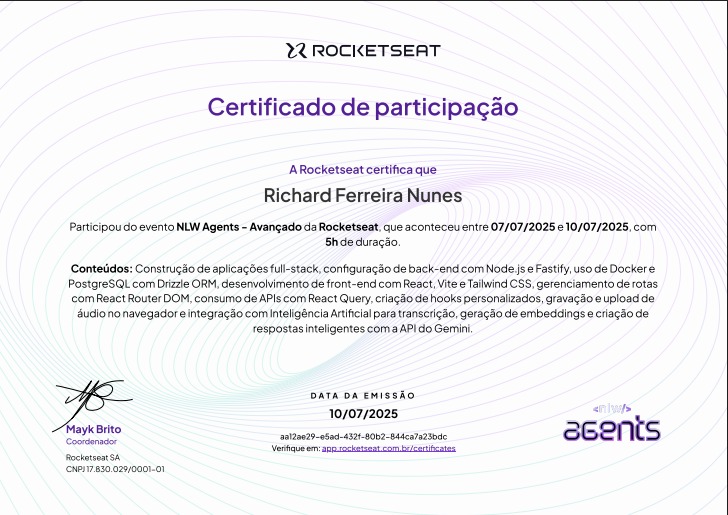 ROCKETSEAT
Certificado de participação
A Rocketseat certifica que
Richard Ferreira Nunes
Participou do evento NLW Agents - Avançado da Rocketseat, que aconteceu entre 07/07/2025 e 10/07/2025, com
5h de duração.
Conteúdos: Construção de aplicações full-stack, configuração de back-end com Node.js e Fastify, uso de Docker e
PostgreSQL com Drizzle ORM, desenvolvimento de front-end com React, Vite e Tailwind CSS, gerenciamento de rotas
com React Router DOM, consumo de APIs com React Query, criação de hooks personalizados, gravação e upload de
áudio no navegador e integração com Inteligência Artificial para transcrição, geração de embeddings e criação de
respostas inteligentes com a API do Gemini.
Mayk Brito
Coordenador
Rocketseat SA
CNPJ 17.830.029/0001-01
DATA DA EMISSÃO
10/07/2025
aa12ae29-e5ad-432f-80b2-844ca7a23bdc
Verifique em: app.rocketseat.com.br/certificates
<nlw/>
agents